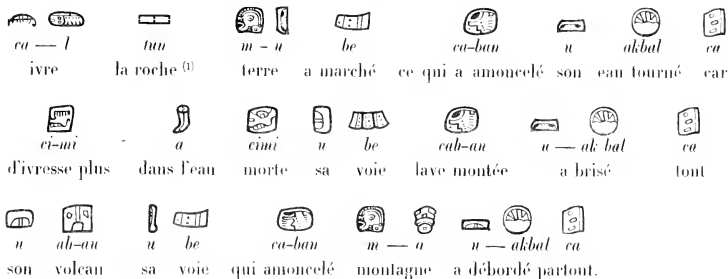 ca — l tun m – u be ca-ban u akbal ca
ivre la roche (1) terre a marché ce qui a amoncelé son eau tourné car
ci-mi a cimi u be cab-an u — ak bal ca
d'ivresse plus dans l'eau morte sa voie lave montée a brisé tout
u ah-au u be ca-ban m — o u — akbal ca
son volcan sa voie qui amoncelé montagne a débordé partout.